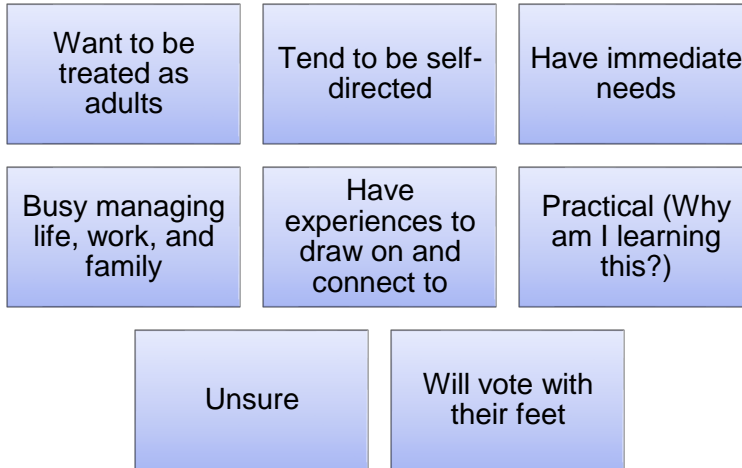 Want to be
treated as
adults
Tend to be self-
directed
Have immediate
needs
Busy managing
life, work, and
family
Have
experiences to
draw on and
connect to
Practical (Why
am I learning
this?)
Unsure
Will vote with
their feet